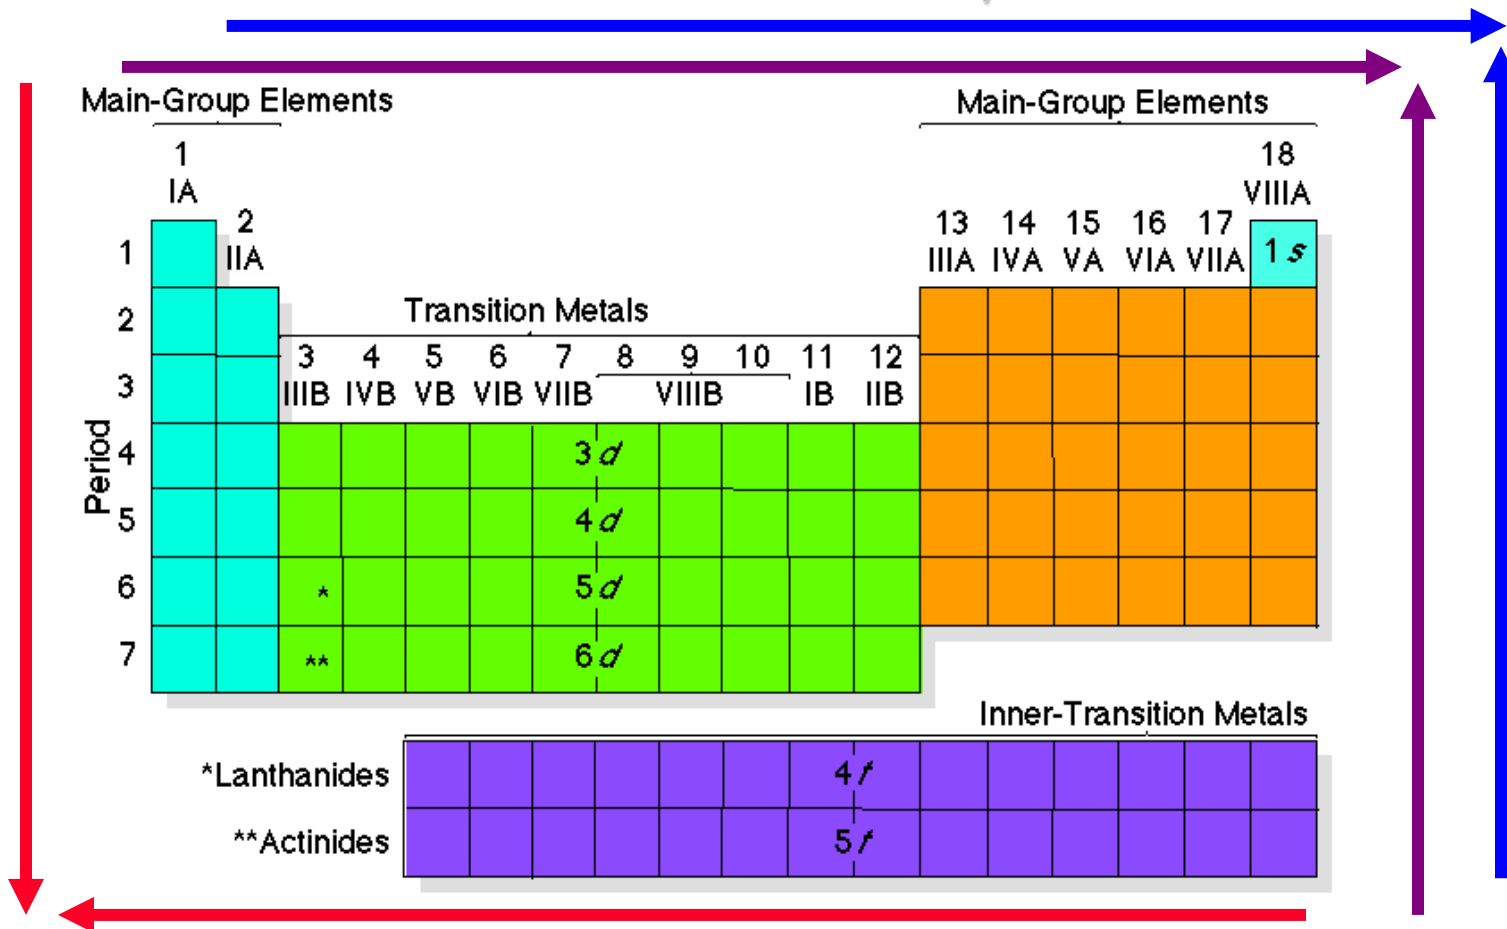 Main-Group Elements
Main-Group Elements
1
IA
18
VIIIA
2
IIA
13 14 15 16 17
IIIA IVA VA VIA VIIA
1
1s
2
Transition Metals
3 4 5 6 7 8 9 10 11 12
3
IIIB IVB VB VIB VIIB VIIIB IB IIB
Period
4
3d
5
4d
6
*
5d
7
**
6d
Inner-Transition Metals
*Lanthanides
4f
**Actinides
5f